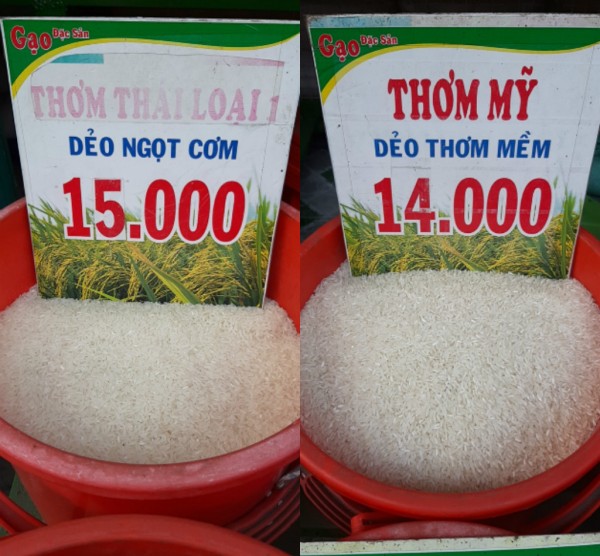 Gạo Đặc Sản
THƠM THÁI LOẠI 1
DẺO NGỌT CƠM
15.000
Gạo Đặc Sản
THƠM MỸ
DẺO THƠM MỀM
14.000